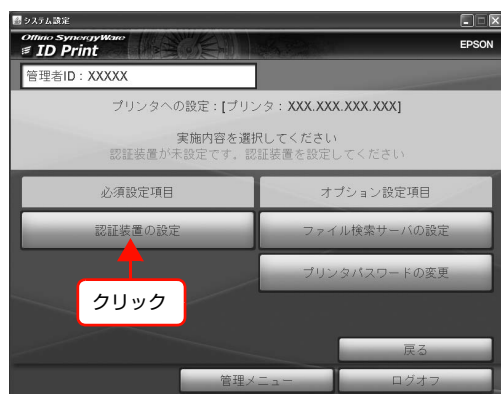 システム設定
Offirio SynergyWare
ID Print
EPSON
管理者ID：XXXXX
プリンタへの設定：[プリンタ：XXX.XXX.XXX.XXX]
実施内容を選択してください
認証装置が未設定です。認証装置を設定してください
必須設定項目
オプション設定項目
認証装置の設定
ファイル検索サーバの設定
プリンタパスワードの変更
クリック
戻る
管理メニュー
ログオフ